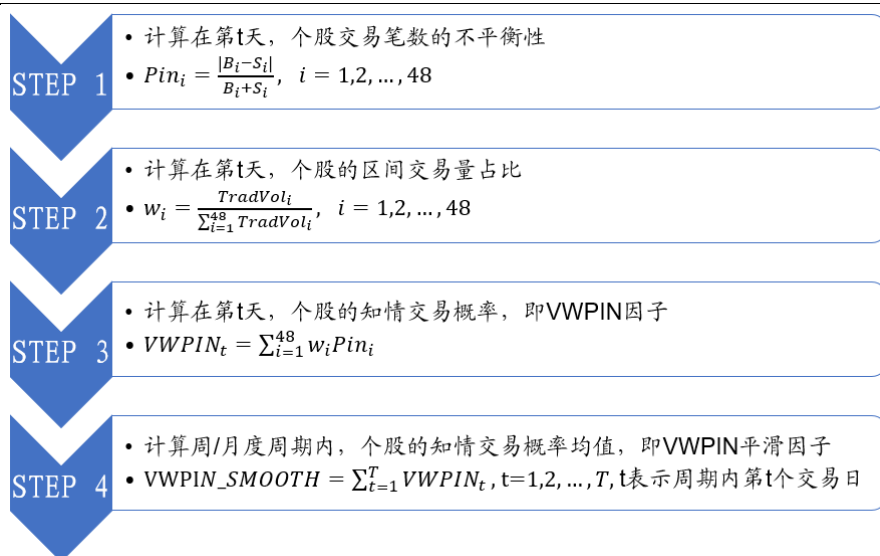 STEP 1
• 计算在第t天，个股交易笔数的不平衡性
• Pin_i = |B_i−S_i| / (B_i+S_i), i = 1,2, … , 48
STEP 2
• 计算在第t天，个股的区间交易量占比
• w_i = TradVol_i / ∑_{i=1}^{48} TradVol_i, i = 1,2, … , 48
STEP 3
• 计算在第t天，个股的知情交易概率，即VWPIN因子
• VWPIN_t = ∑_{i=1}^{48} w_i Pin_i
STEP 4
• 计算周/月度周期内，个股的知情交易概率均值，即VWPIN平滑因子
• VWPIN_SMOOTH = ∑_{t=1}^{T} VWPIN_t , t=1,2, … , T, t表示周期内第t个交易日